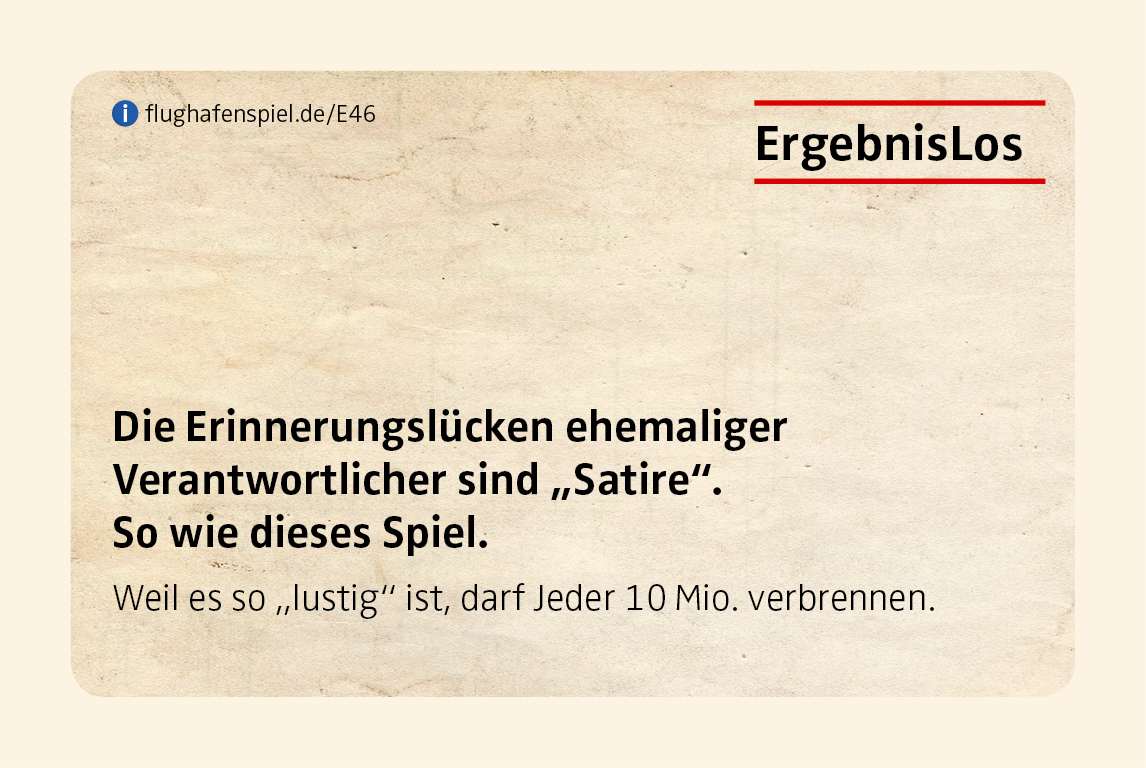 flughafenspiel.de/E46
ErgebnisLos
Die Erinnerungslücken ehemaliger
Verantwortlicher sind „Satire“.
So wie dieses Spiel.
Weil es so „lustig“ ist, darf Jeder 10 Mio. verbrennen.